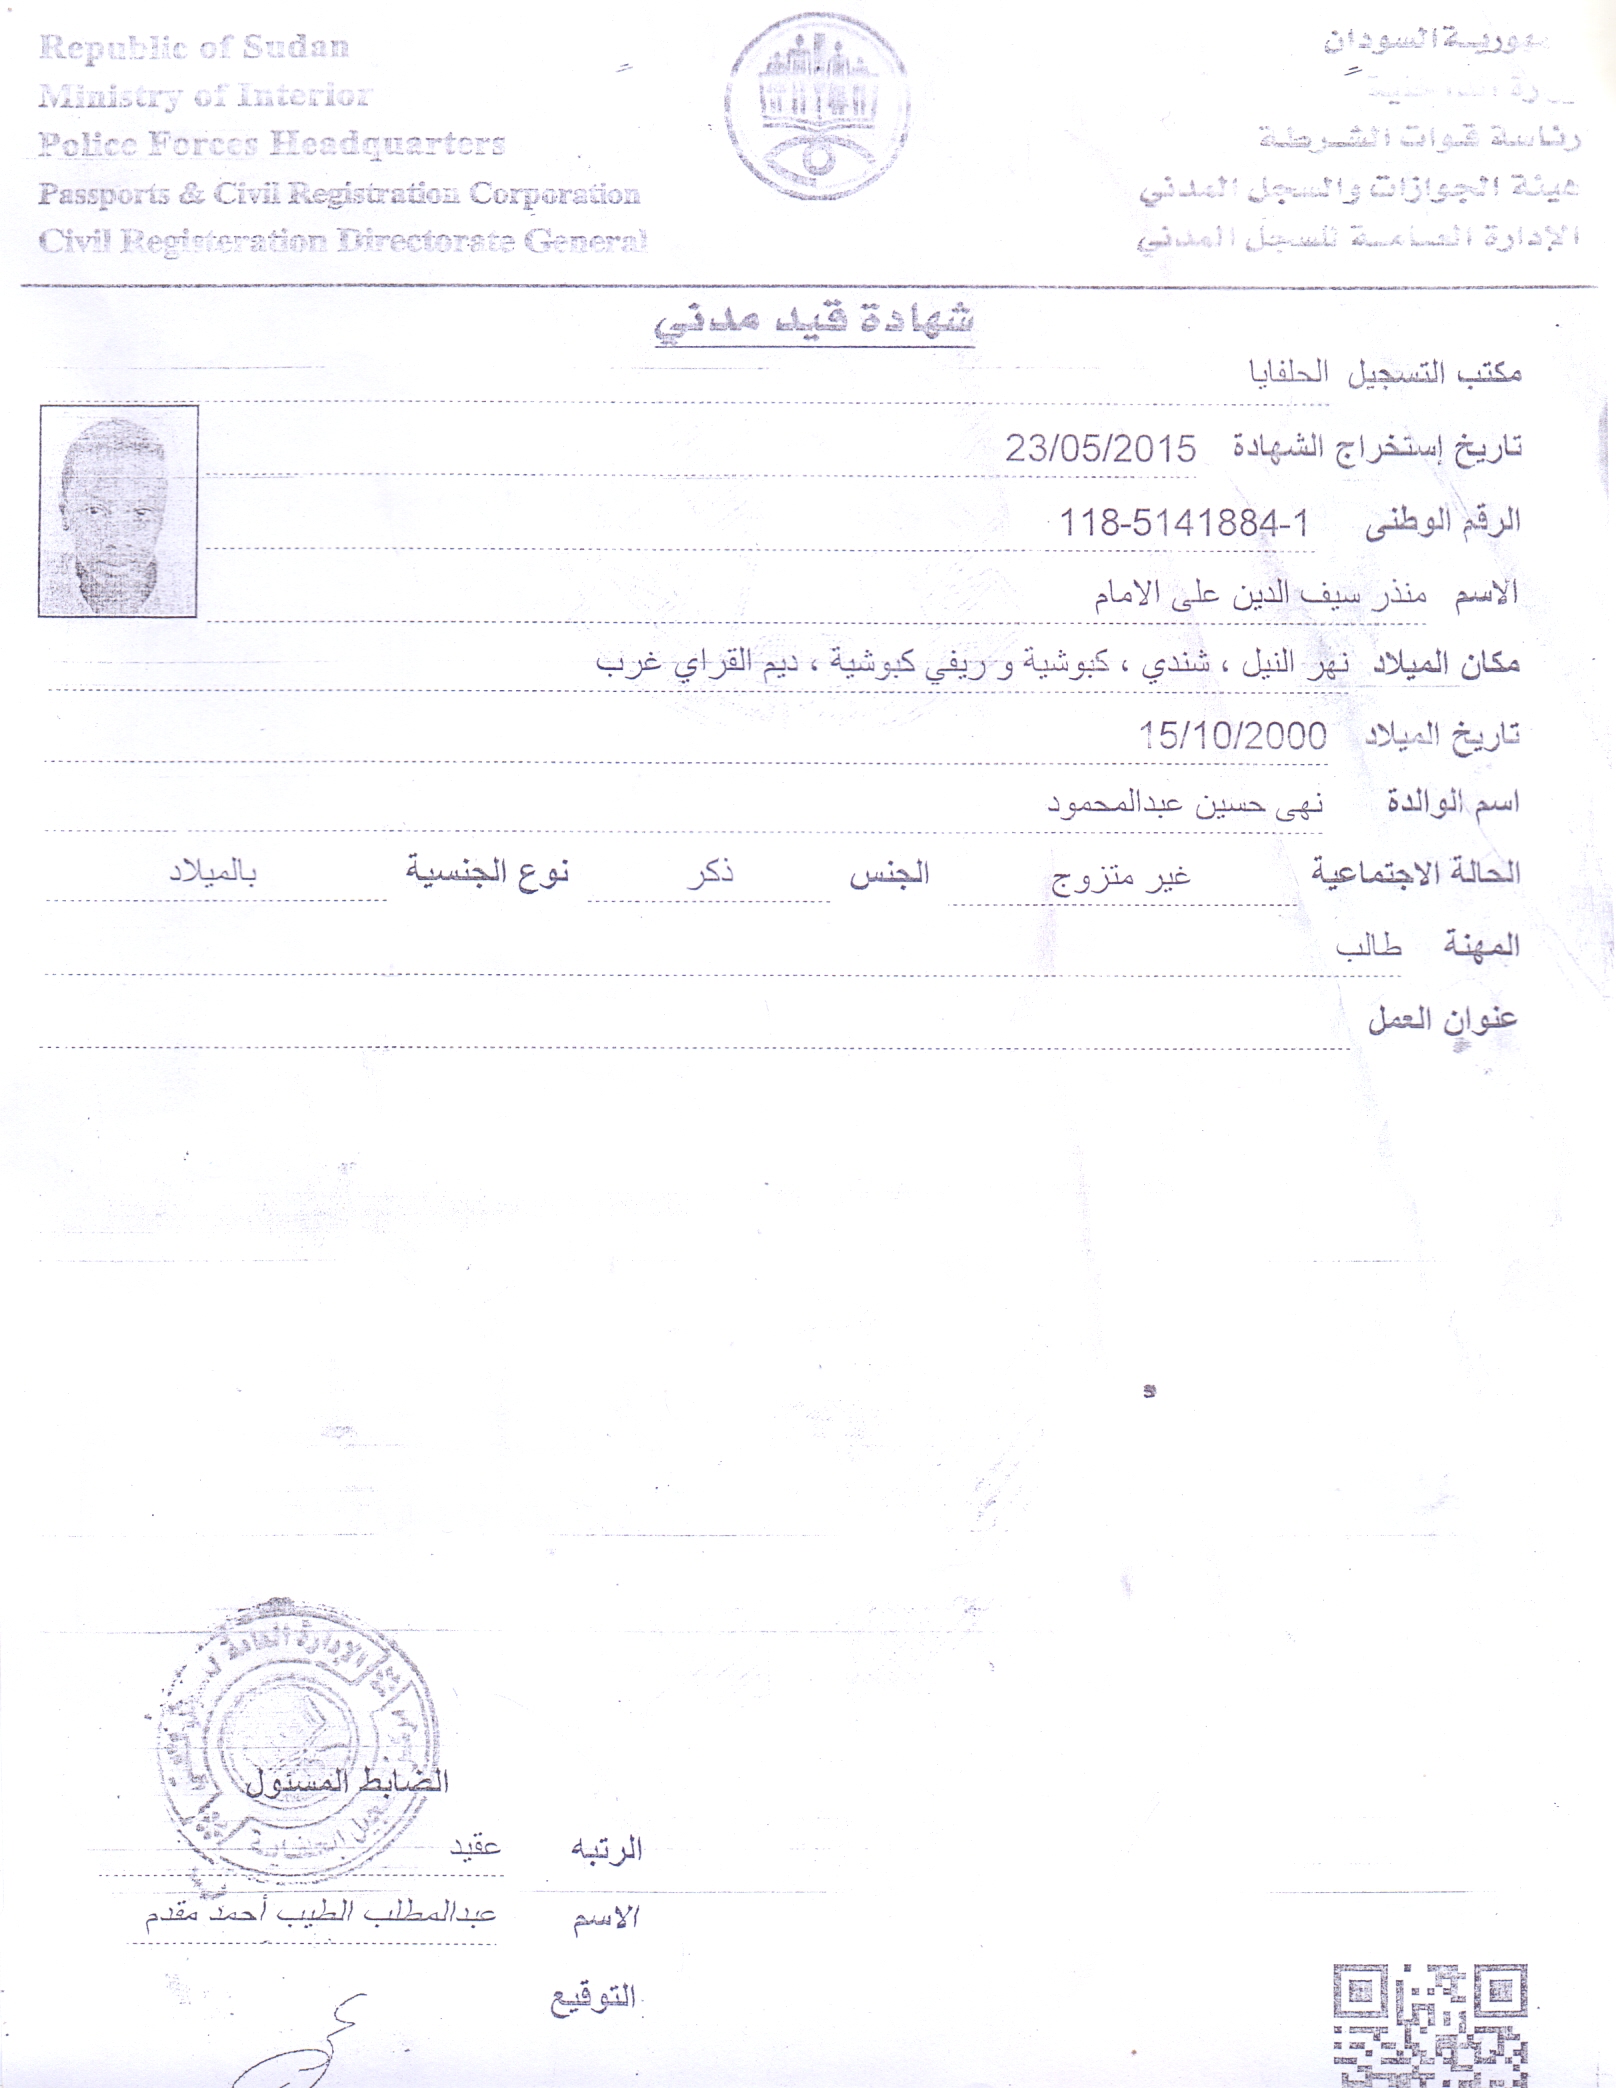 Republic of Sudan
Ministry of Interior
Police Forces Headquarters
Passports & Civil Registration Corporation
Civil Registeration Directorate General
السودان
رئاسة قوات الشرطة
هيئة الجوازات والسجل المدني
الإدارة العامة للسجل المدني
شهادة قيد مدني
مكتب التسجيل الحلفايا
تاريخ إستخراج الشهادة 23/05/2015
الرقم الوطنى 118-5141884-1
الاسم منذر سيف الدين على الامام
مكان الميلاد نهر النيل ، شندي ، كبوشية و ريفي كبوشية ، ديم القراي غرب
تاريخ الميلاد 15/10/2000
اسم الوالدة نهى حسين عبدالمحمود
الحالة الاجتماعية غير متزوج الجنس ذكر نوع الجنسية بالميلاد
المهنة طالب
عنوان العمل
الإدارة العامة
الضابط المسئول
الرتبه عقيد
الاسم عبدالمطلب الطيب أحمد مقدم
التوقيع